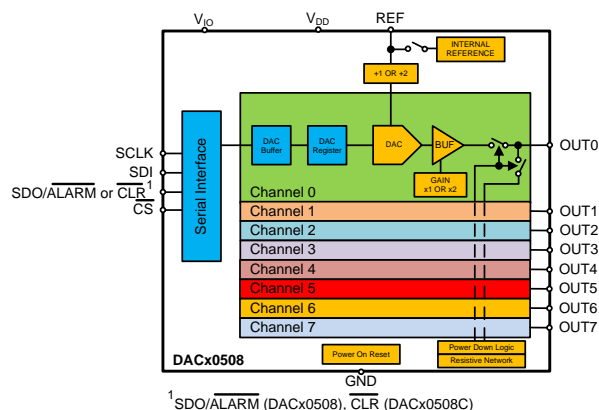 VIO
VDD
REF
INTERNAL
REFERENCE
÷1 OR ÷2
Serial Interface
DAC
Buffer
DAC
Register
DAC
BUF
GAIN
x1 OR x2
SCLK
SDI
SDO/ALARM or CLR1
CS
OUT0
Channel 0
Channel 1
OUT1
Channel 2
OUT2
Channel 3
OUT3
Channel 4
OUT4
Channel 5
OUT5
Channel 6
OUT6
Channel 7
OUT7
Power Down Logic
Resistive Network
Power On Reset
DACx0508
GND
1SDO/ALARM (DACx0508), CLR (DACx0508C)